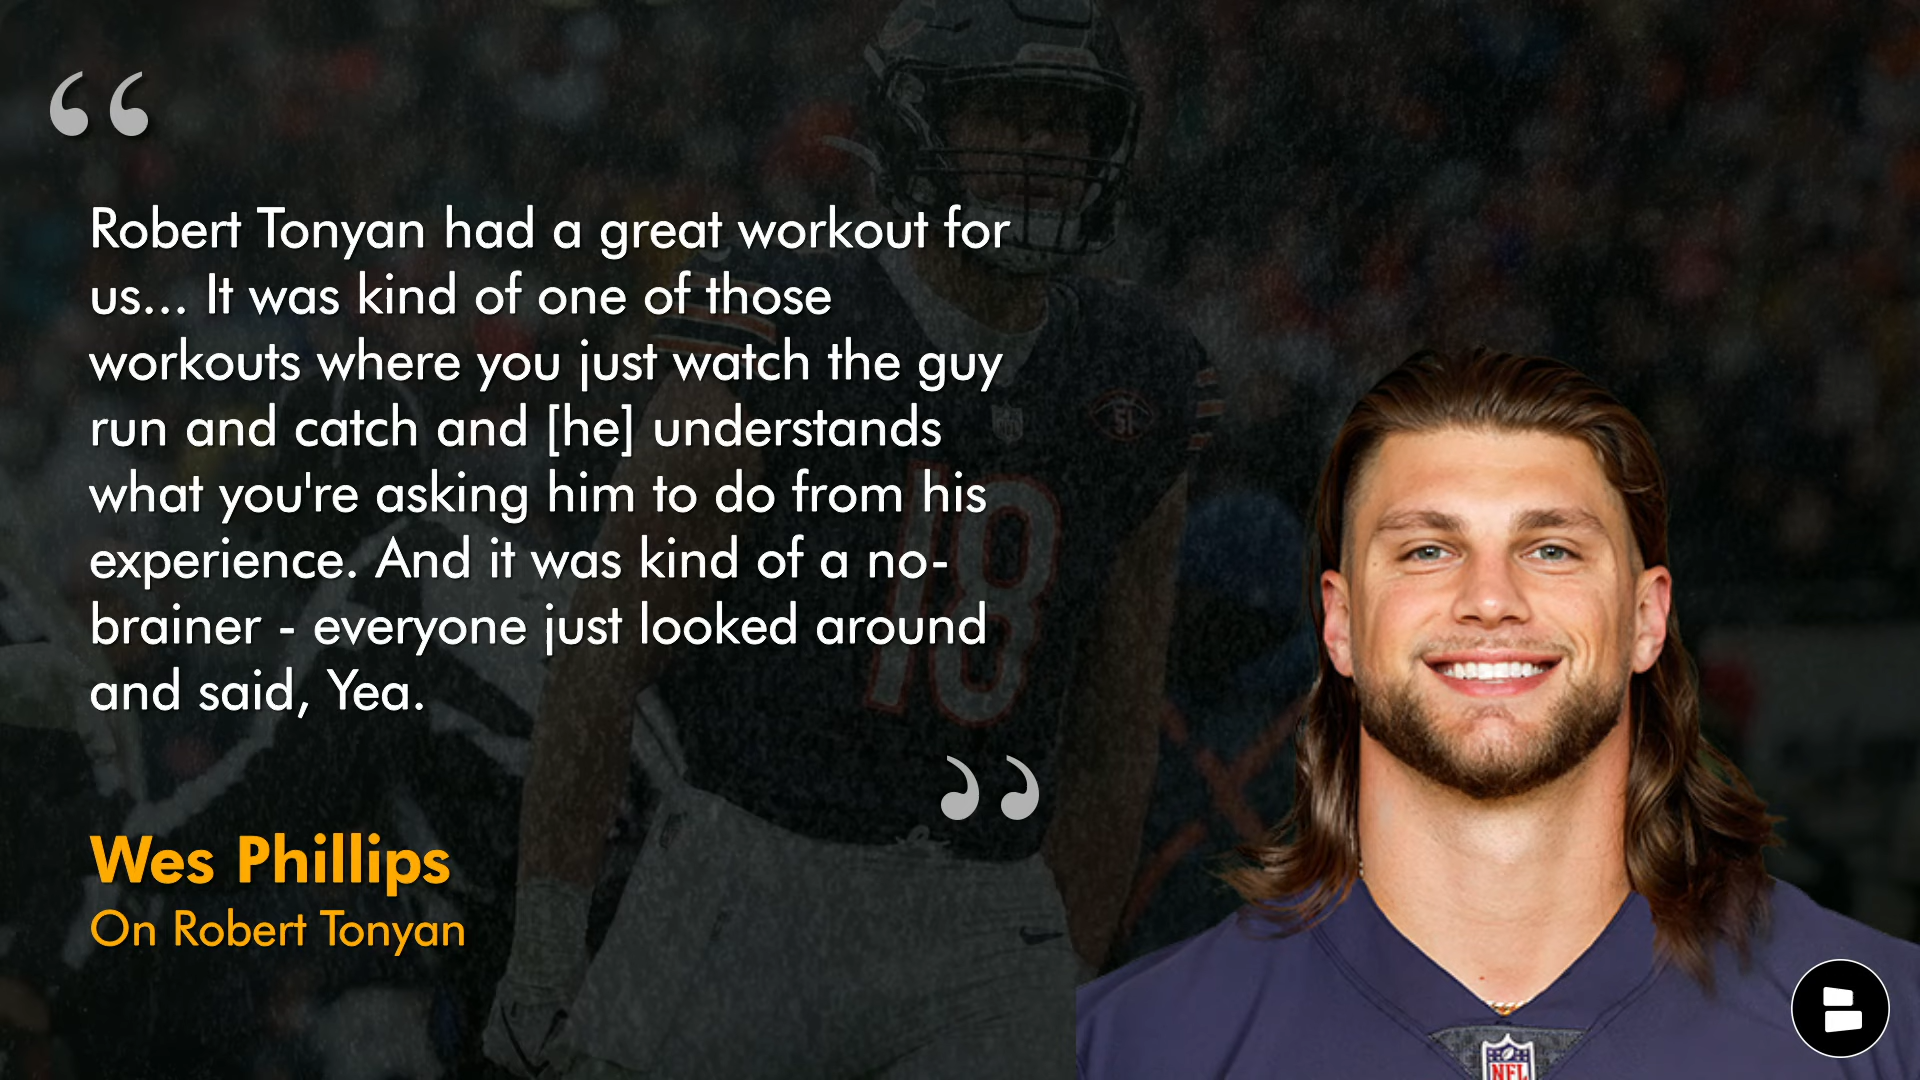 “
Robert Tonyan had a great workout for
us... It was kind of one of those
workouts where you just watch the guy
run and catch and [he] understands
what you're asking him to do from his
experience. And it was kind of a no-
brainer - everyone just looked around
and said, Yea.
”
Wes Phillips
On Robert Tonyan
18
NFL